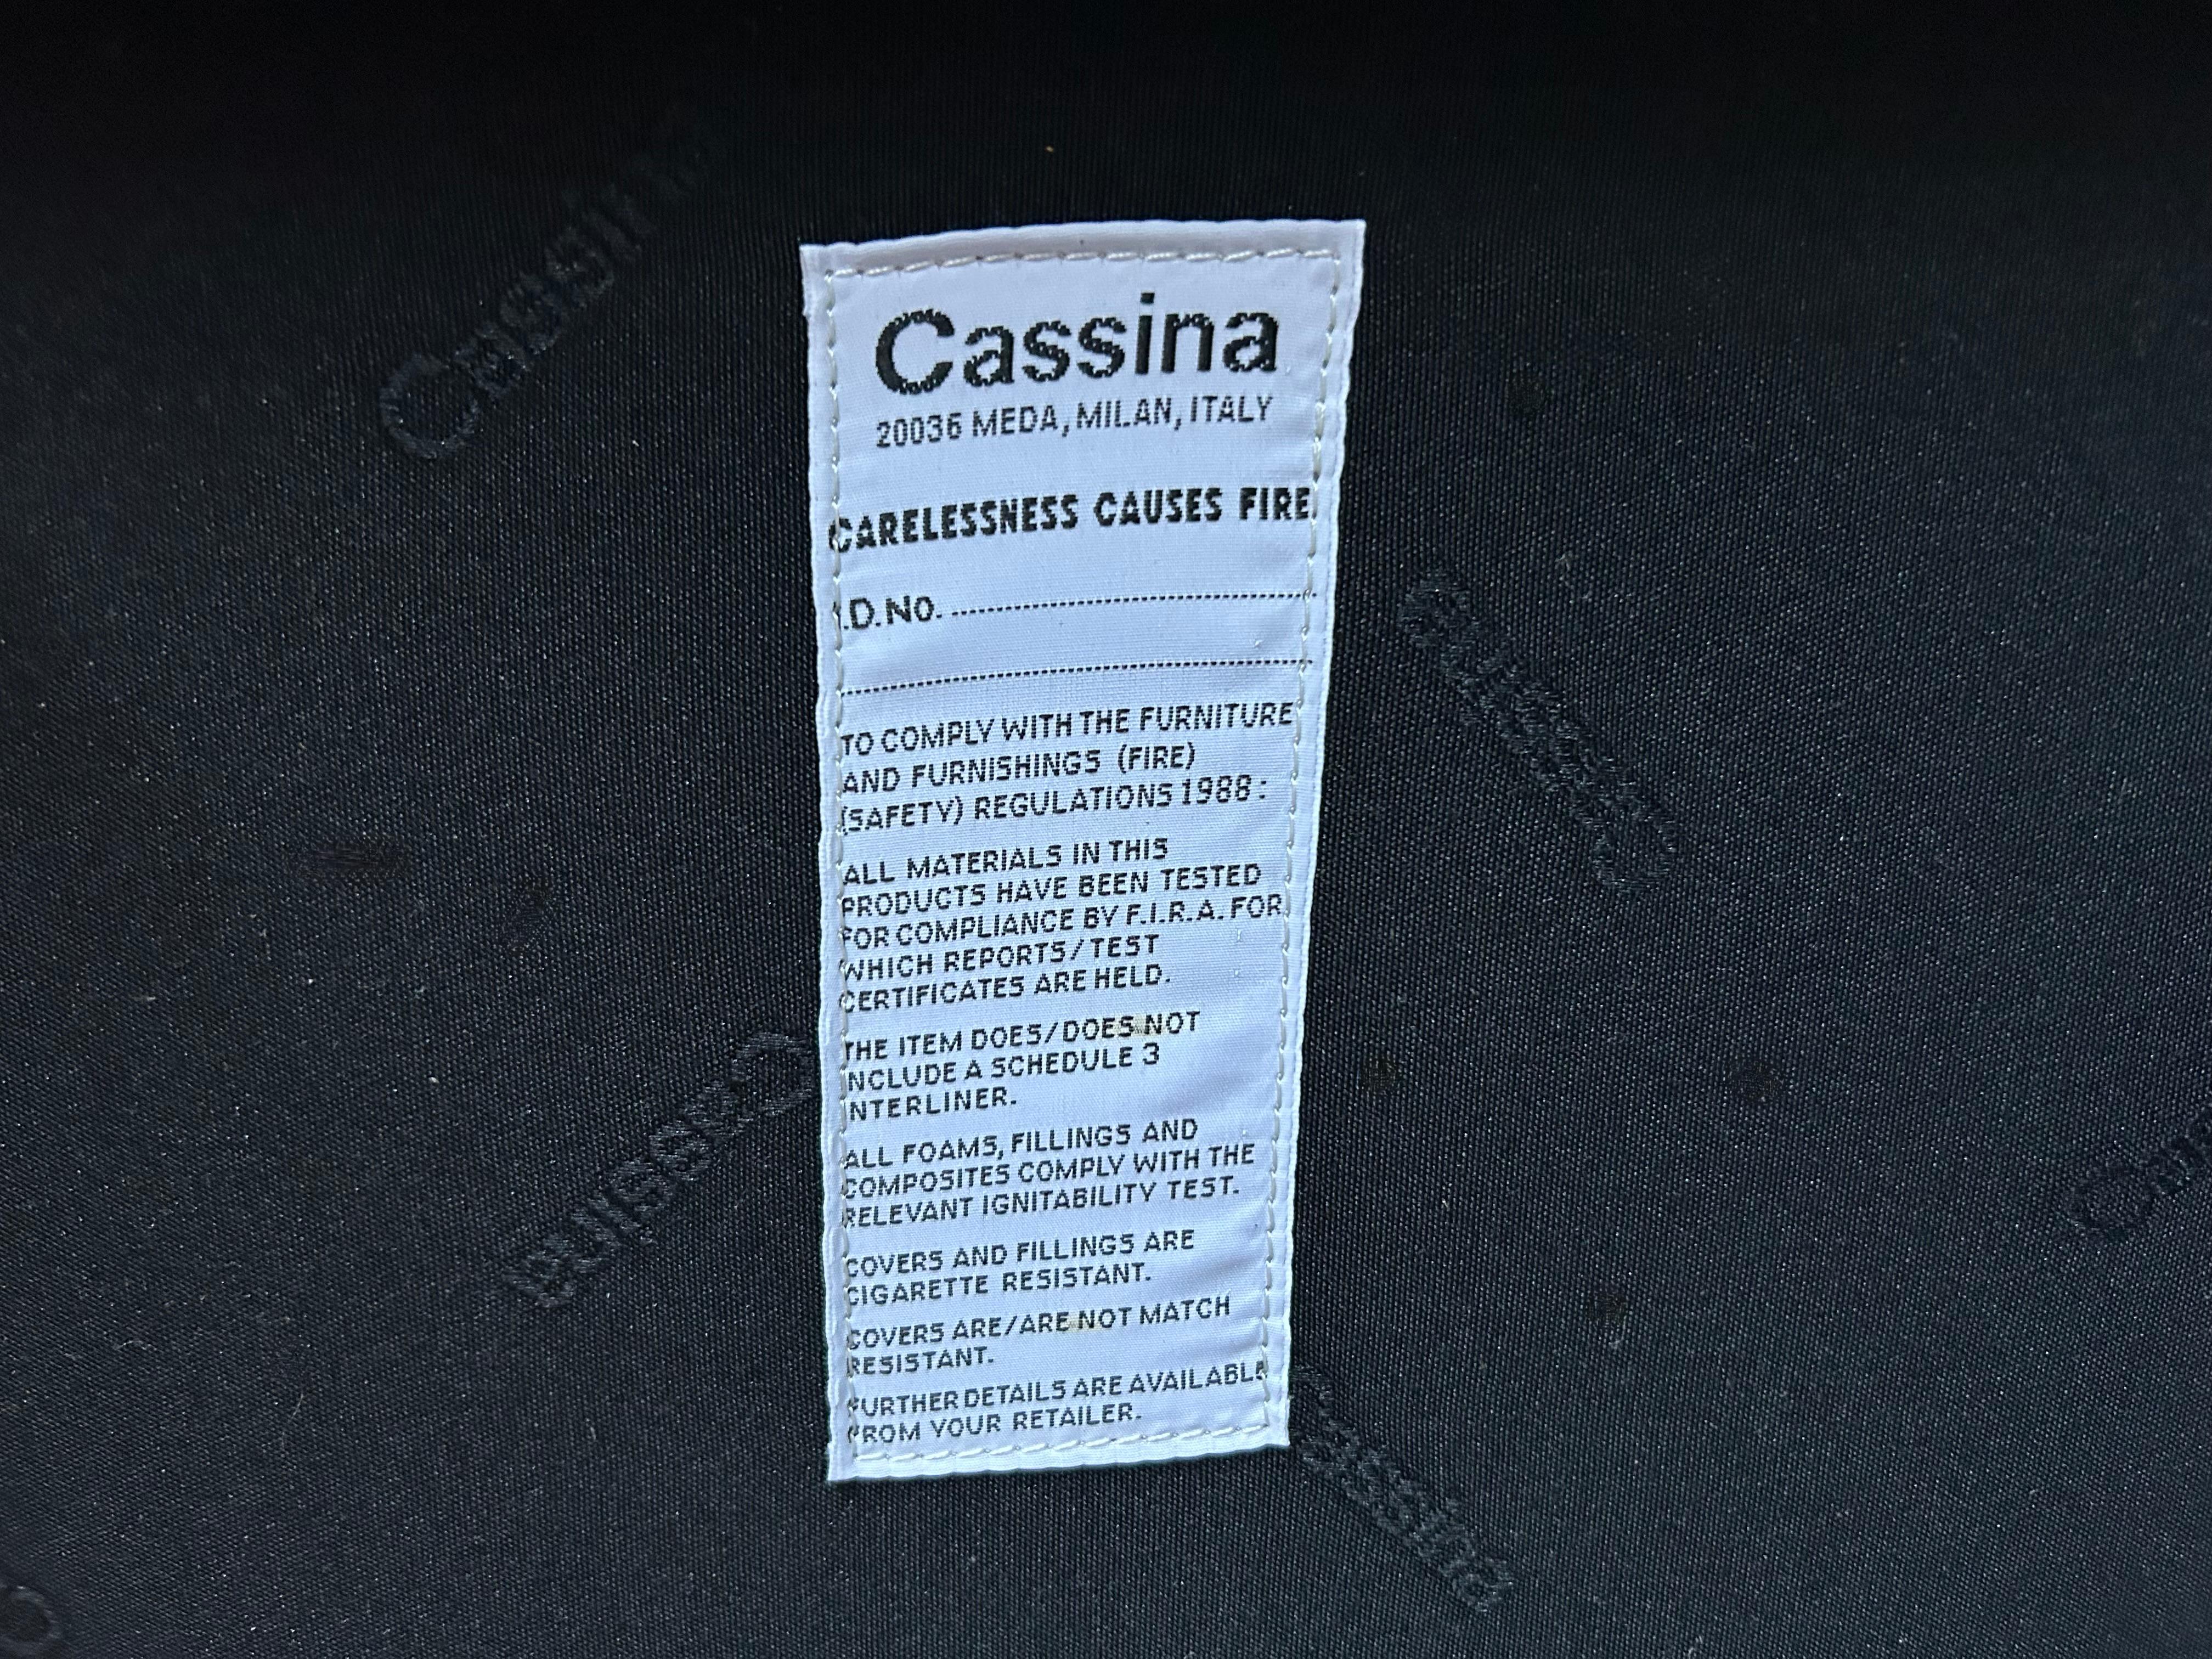 Cassina
20036 MEDA, MILAN, ITALY
CARELESSNESS CAUSES FIRE.
I.D.No.
TO COMPLY WITH THE FURNITURE
AND FURNISHINGS (FIRE)
(SAFETY) REGULATIONS 1988:
ALL MATERIALS IN THIS
PRODUCTS HAVE BEEN TESTED
FOR COMPLIANCE BY F.I.R.A. FOR
WHICH REPORTS/TEST
CERTIFICATES ARE HELD.
THE ITEM DOES/DOES NOT
INCLUDE A SCHEDULE 3
INTERLINER.
ALL FOAMS, FILLINGS AND
COMPOSITES COMPLY WITH THE
RELEVANT IGNITABILITY TEST.
COVERS AND FILLINGS ARE
CIGARETTE RESISTANT.
COVERS ARE/ARE NOT MATCH
RESISTANT.
FURTHER DETAILS ARE AVAILABLE
FROM YOUR RETAILER.
Cassina
Cassina
Cassina
Cassina